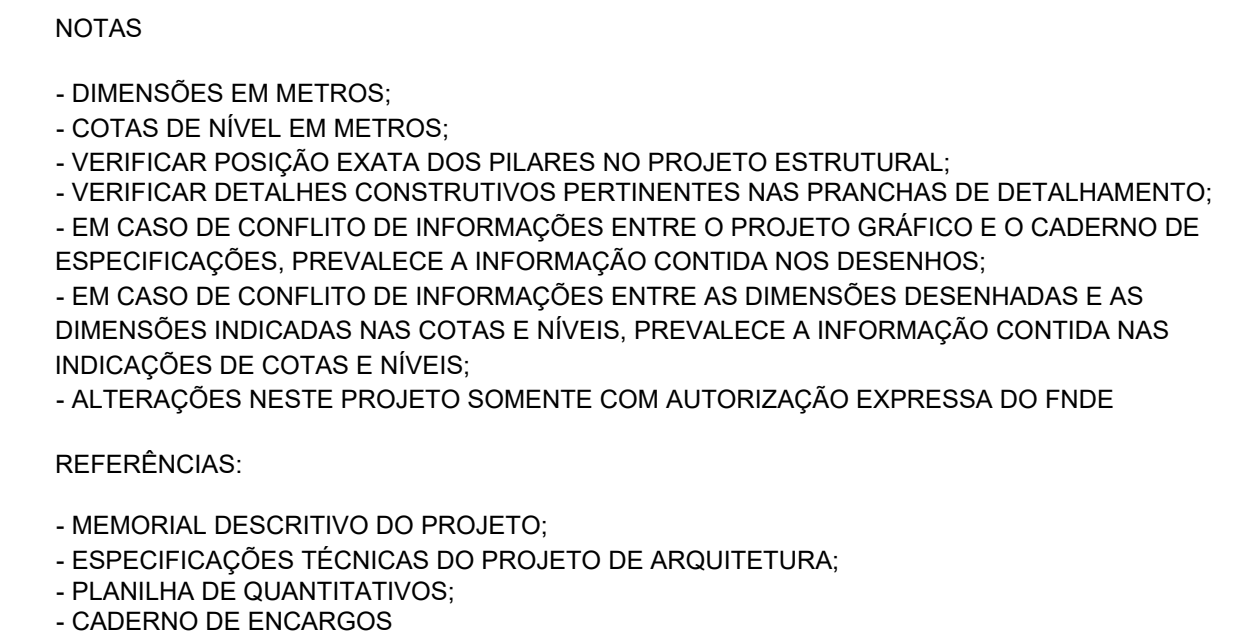 NOTAS
- DIMENSÕES EM METROS;
- COTAS DE NÍVEL EM METROS;
- VERIFICAR POSIÇÃO EXATA DOS PILARES NO PROJETO ESTRUTURAL;
- VERIFICAR DETALHES CONSTRUTIVOS PERTINENTES NAS PRANCHAS DE DETALHAMENTO;
- EM CASO DE CONFLITO DE INFORMAÇÕES ENTRE O PROJETO GRÁFICO E O CADERNO DE
ESPECIFICAÇÕES, PREVALECE A INFORMAÇÃO CONTIDA NOS DESENHOS;
- EM CASO DE CONFLITO DE INFORMAÇÕES ENTRE AS DIMENSÕES DESENHADAS E AS
DIMENSÕES INDICADAS NAS COTAS E NÍVEIS, PREVALECE A INFORMAÇÃO CONTIDA NAS
INDICAÇÕES DE COTAS E NÍVEIS;
- ALTERAÇÕES NESTE PROJETO SOMENTE COM AUTORIZAÇÃO EXPRESSA DO FNDE
REFERÊNCIAS:
- MEMORIAL DESCRITIVO DO PROJETO;
- ESPECIFICAÇÕES TÉCNICAS DO PROJETO DE ARQUITETURA;
- PLANILHA DE QUANTITATIVOS;
- CADERNO DE ENCARGOS